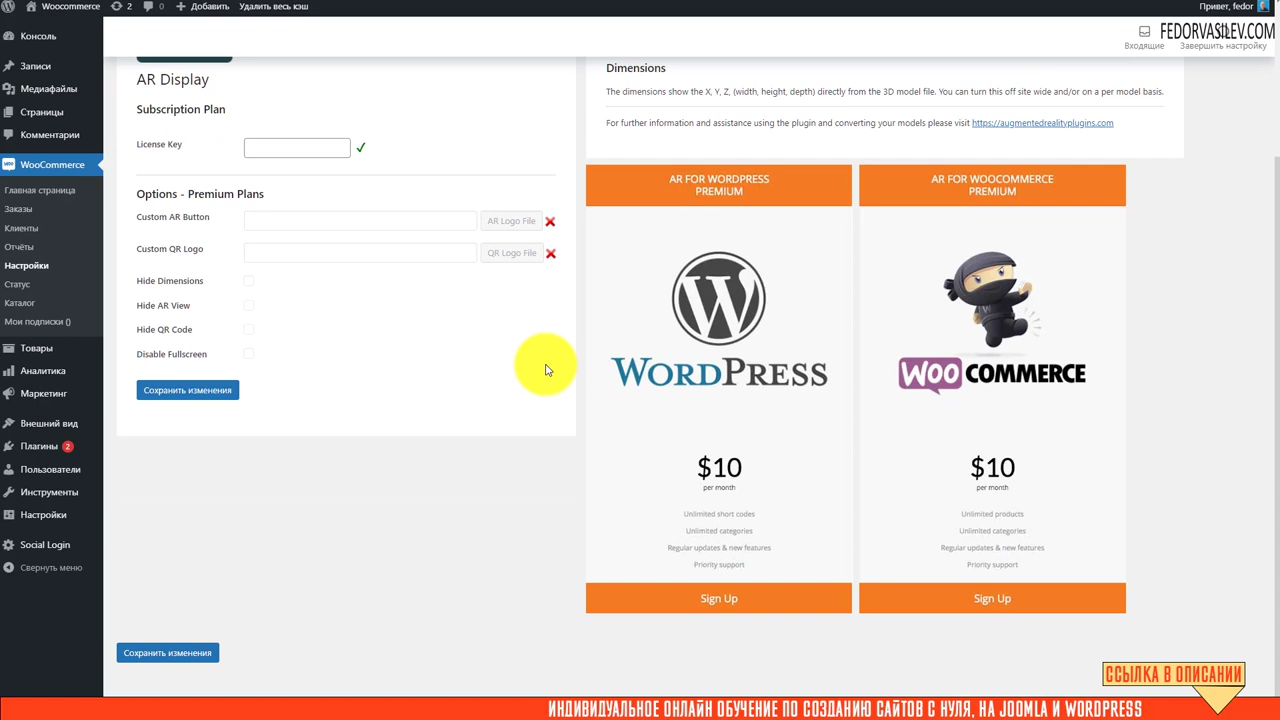 Woocommerce 2 0 Добавить Удалить весь кэш Привет, fedor
FEDORVASILEV.COM
Входящие Завершить настройку
Консоль
Записи
Медиафайлы
Страницы
Комментарии
WooCommerce
Главная страница
Заказы
Клиенты
Отчёты
Настройки
Статус
Каталог
Мои подписки ()
Товары
Аналитика
Маркетинг
Внешний вид
Плагины 2
Пользователи
Инструменты
Настройки
Social Login
Свернуть меню
AR Display
Subscription Plan
License Key
Options - Premium Plans
Custom AR Button AR Logo File
Custom QR Logo QR Logo File
Hide Dimensions
Hide AR View
Hide QR Code
Disable Fullscreen
Сохранить изменения
Сохранить изменения
Dimensions
The dimensions show the X, Y, Z, (width, height, depth) directly from the 3D model file. You can turn this off site wide and/or on a per model basis.
For further information and assistance using the plugin and converting your models please visit https://augmentedrealityplugins.com
AR FOR WORDPRESS
PREMIUM
WORDPRESS
$10
per month
Unlimited short codes
Unlimited categories
Regular updates & new features
Priority support
Sign Up
AR FOR WOOCOMMERCE
PREMIUM
WOOCOMMERCE
$10
per month
Unlimited products
Unlimited categories
Regular updates & new features
Priority support
Sign Up
ССЫЛКА В ОПИСАНИИ
ИНДИВИДУАЛЬНОЕ ОНЛАЙН ОБУЧЕНИЕ ПО СОЗДАНИЮ САЙТОВ С НУЛЯ, НА JOOMLA И WORDPRESS